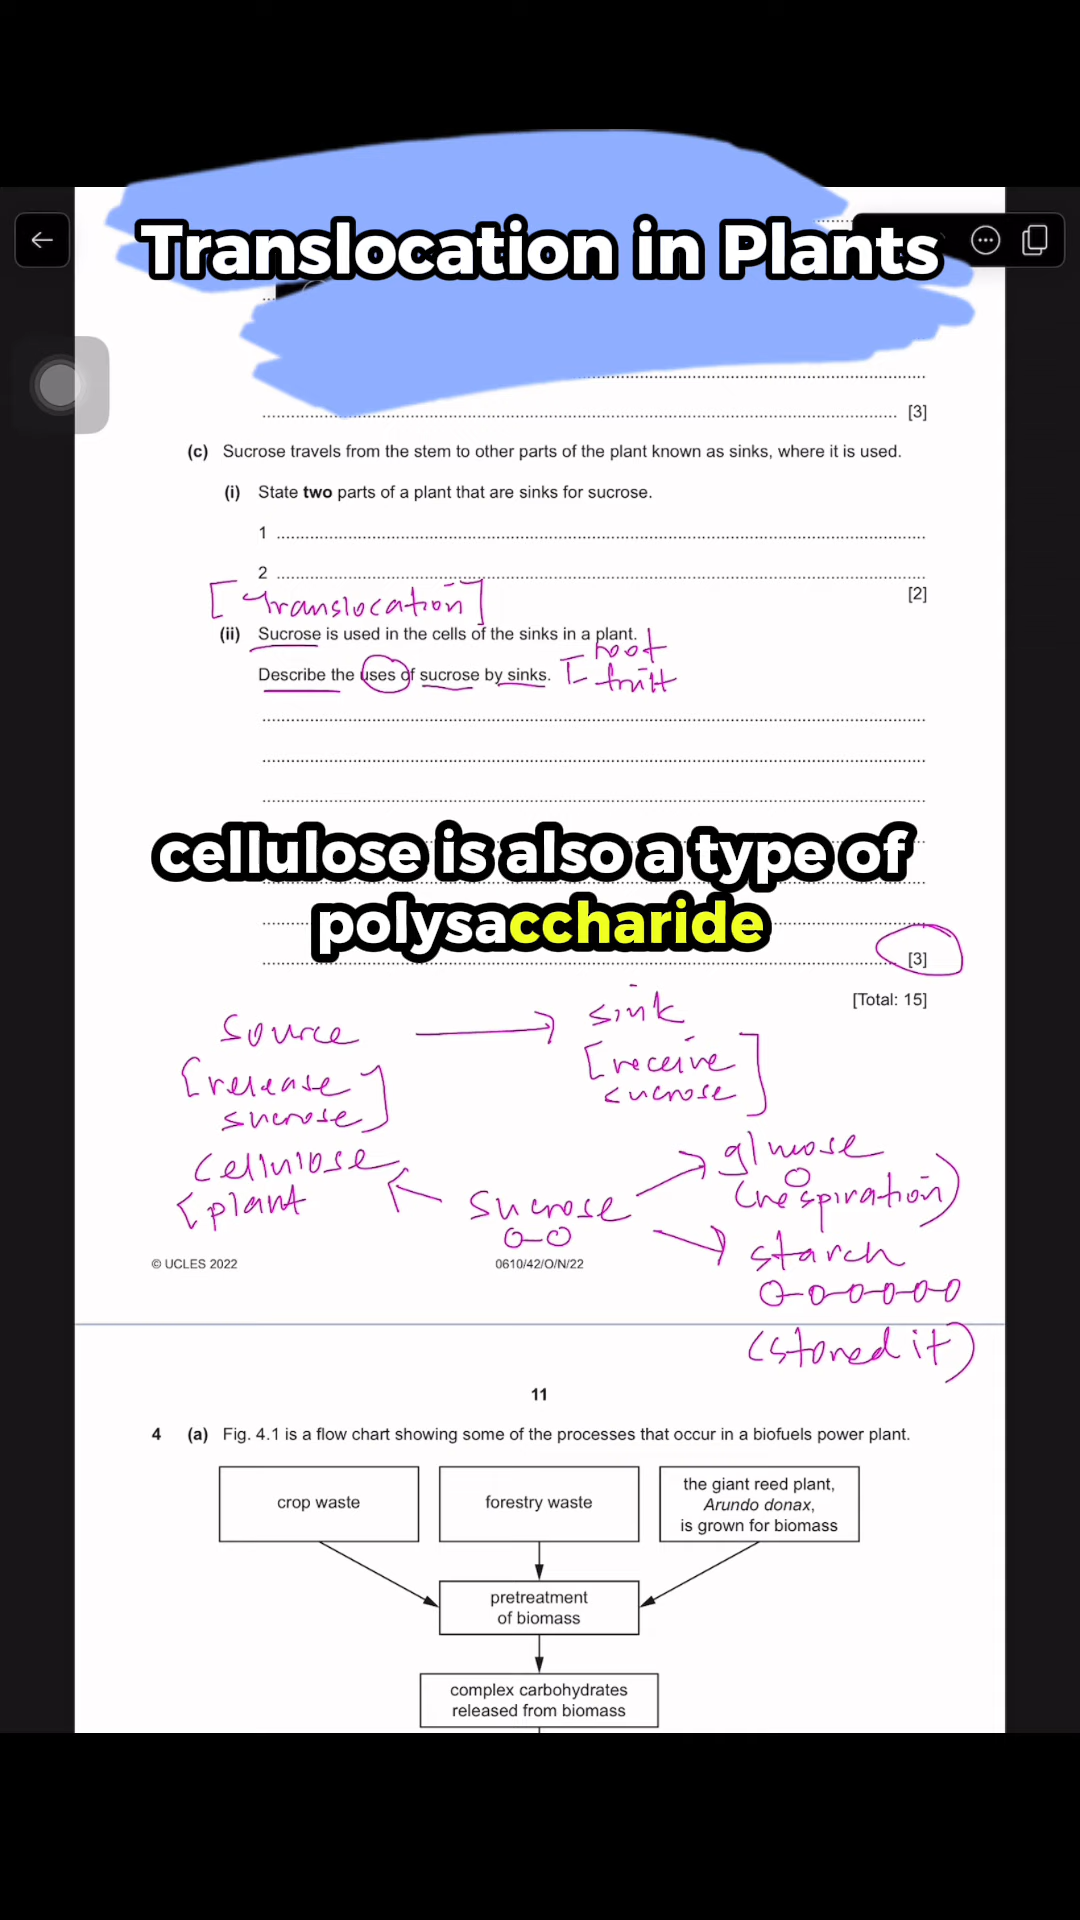 Translocation in Plants
[3]
(c) Sucrose travels from the stem to other parts of the plant known as sinks, where it is used.
(i) State two parts of a plant that are sinks for sucrose.
1
2
[2]
[Translocation]
(ii) Sucrose is used in the cells of the sinks in a plant.
root
Describe the uses of sucrose by sinks.
fruit
cellulose is also a type of
polysaccharide
[3]
[Total: 15]
source → sink
[release
sucrose]
[receive
sucrose]
cellulose
[plant
sucrose
glucose
(respiration)
starch
(stored it)
© UCLES 2022
0610/42/O/N/22
11
4 (a) Fig. 4.1 is a flow chart showing some of the processes that occur in a biofuels power plant.
crop waste
forestry waste
the giant reed plant,
Arundo donax,
is grown for biomass
pretreatment
of biomass
complex carbohydrates
released from biomass